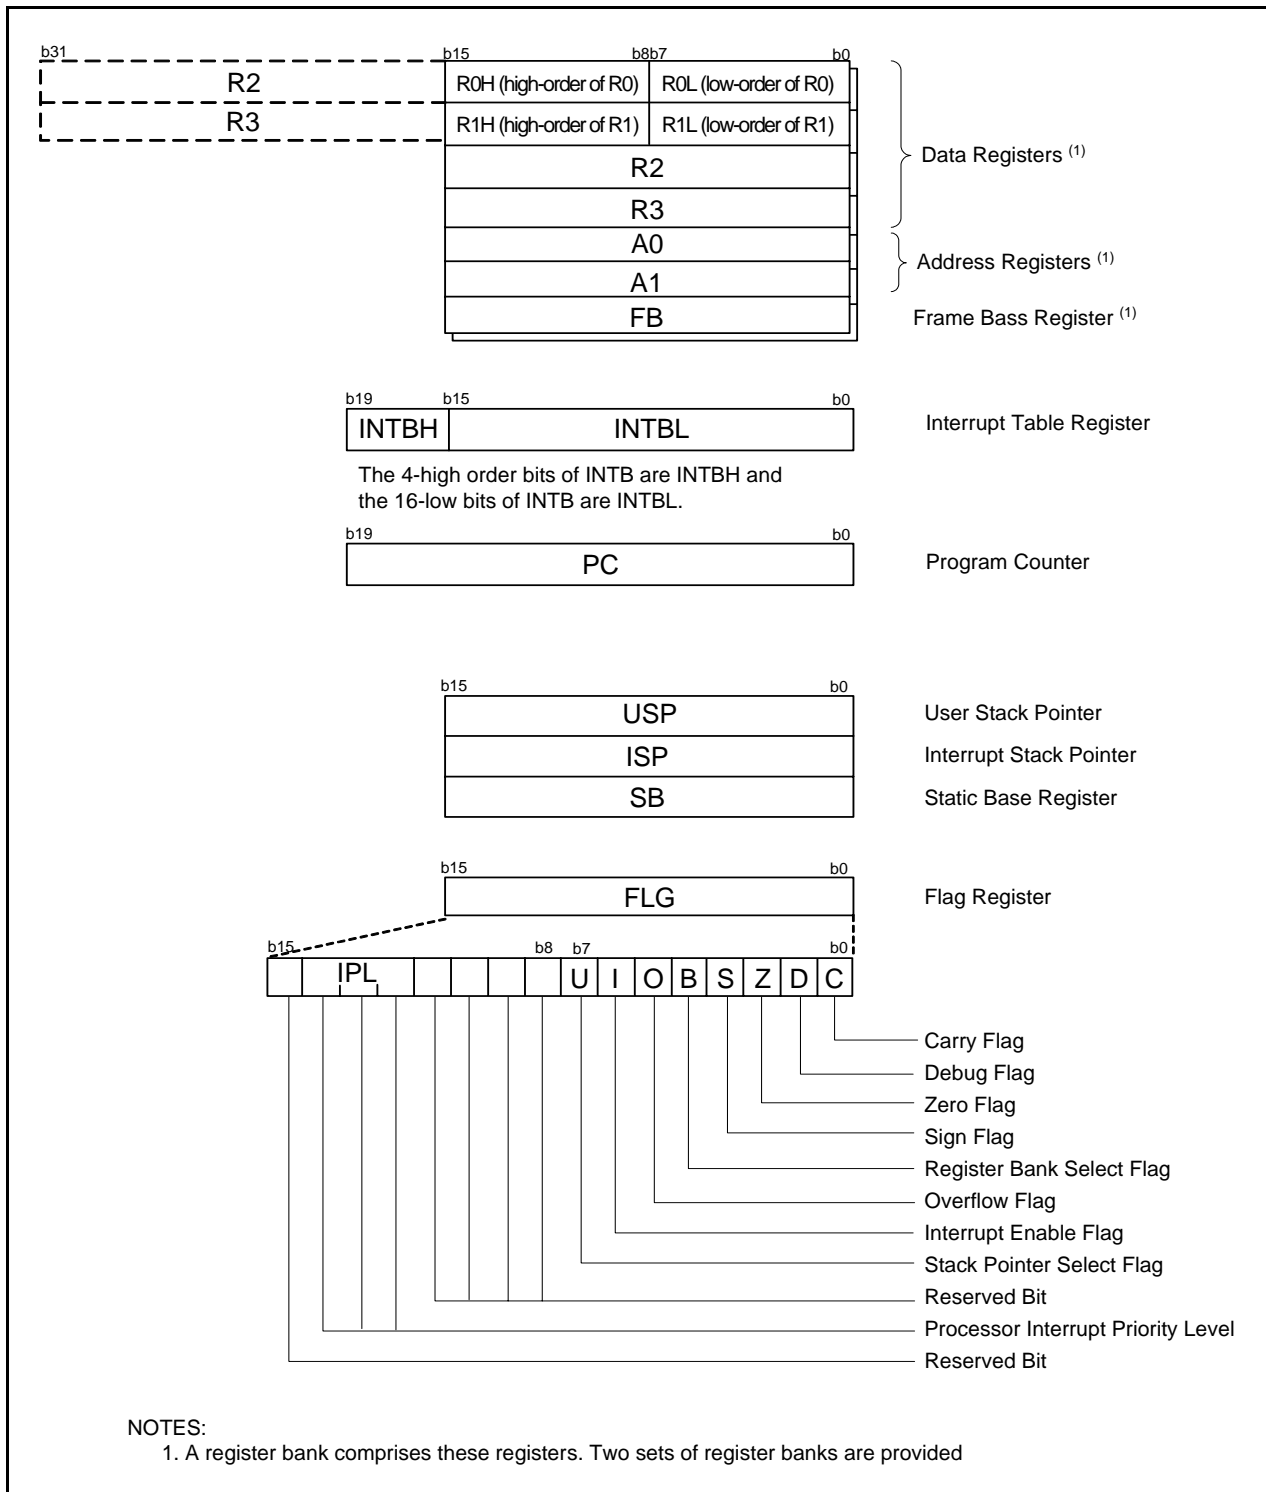 b31 b15 b8b7 b0
R2 R0H (high-order of R0) R0L (low-order of R0)
R3 R1H (high-order of R1) R1L (low-order of R1)
R2
Data Registers (1)
R3
A0
Address Registers (1)
A1
FB Frame Bass Register (1)
b19 b15 b0
INTBH INTBL Interrupt Table Register
The 4-high order bits of INTB are INTBH and
the 16-low bits of INTB are INTBL.
b19 b0
PC Program Counter
b15 b0
USP User Stack Pointer
ISP Interrupt Stack Pointer
SB Static Base Register
b15 b0
FLG Flag Register
b15 b8 b7 b0
IPL U I O B S Z D C
Carry Flag
Debug Flag
Zero Flag
Sign Flag
Register Bank Select Flag
Overflow Flag
Interrupt Enable Flag
Stack Pointer Select Flag
Reserved Bit
Processor Interrupt Priority Level
Reserved Bit
NOTES:
1. A register bank comprises these registers. Two sets of register banks are provided